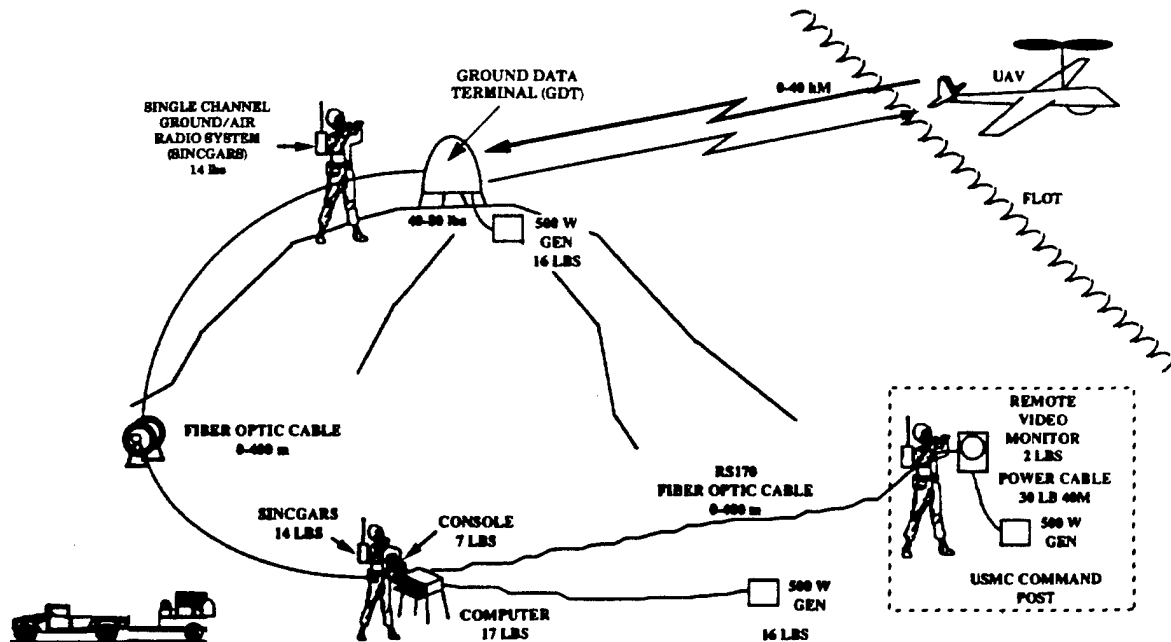 SINGLE CHANNEL
GROUND/AIR
RADIO SYSTEM
(SINCGARS)
14 lbs
GROUND DATA
TERMINAL (GDT)
0-40 kM
UAV
FLOT
40-80 lbs
500 W
GEN
16 LBS
FIBER OPTIC CABLE
0-400 m
RS170
FIBER OPTIC CABLE
0-400 m
REMOTE
VIDEO
MONITOR
2 LBS
POWER CABLE
30 LB 40M
500 W
GEN
USMC COMMAND
POST
SINCGARS
14 LBS
CONSOLE
7 LBS
COMPUTER
17 LBS
500 W
GEN
16 LBS